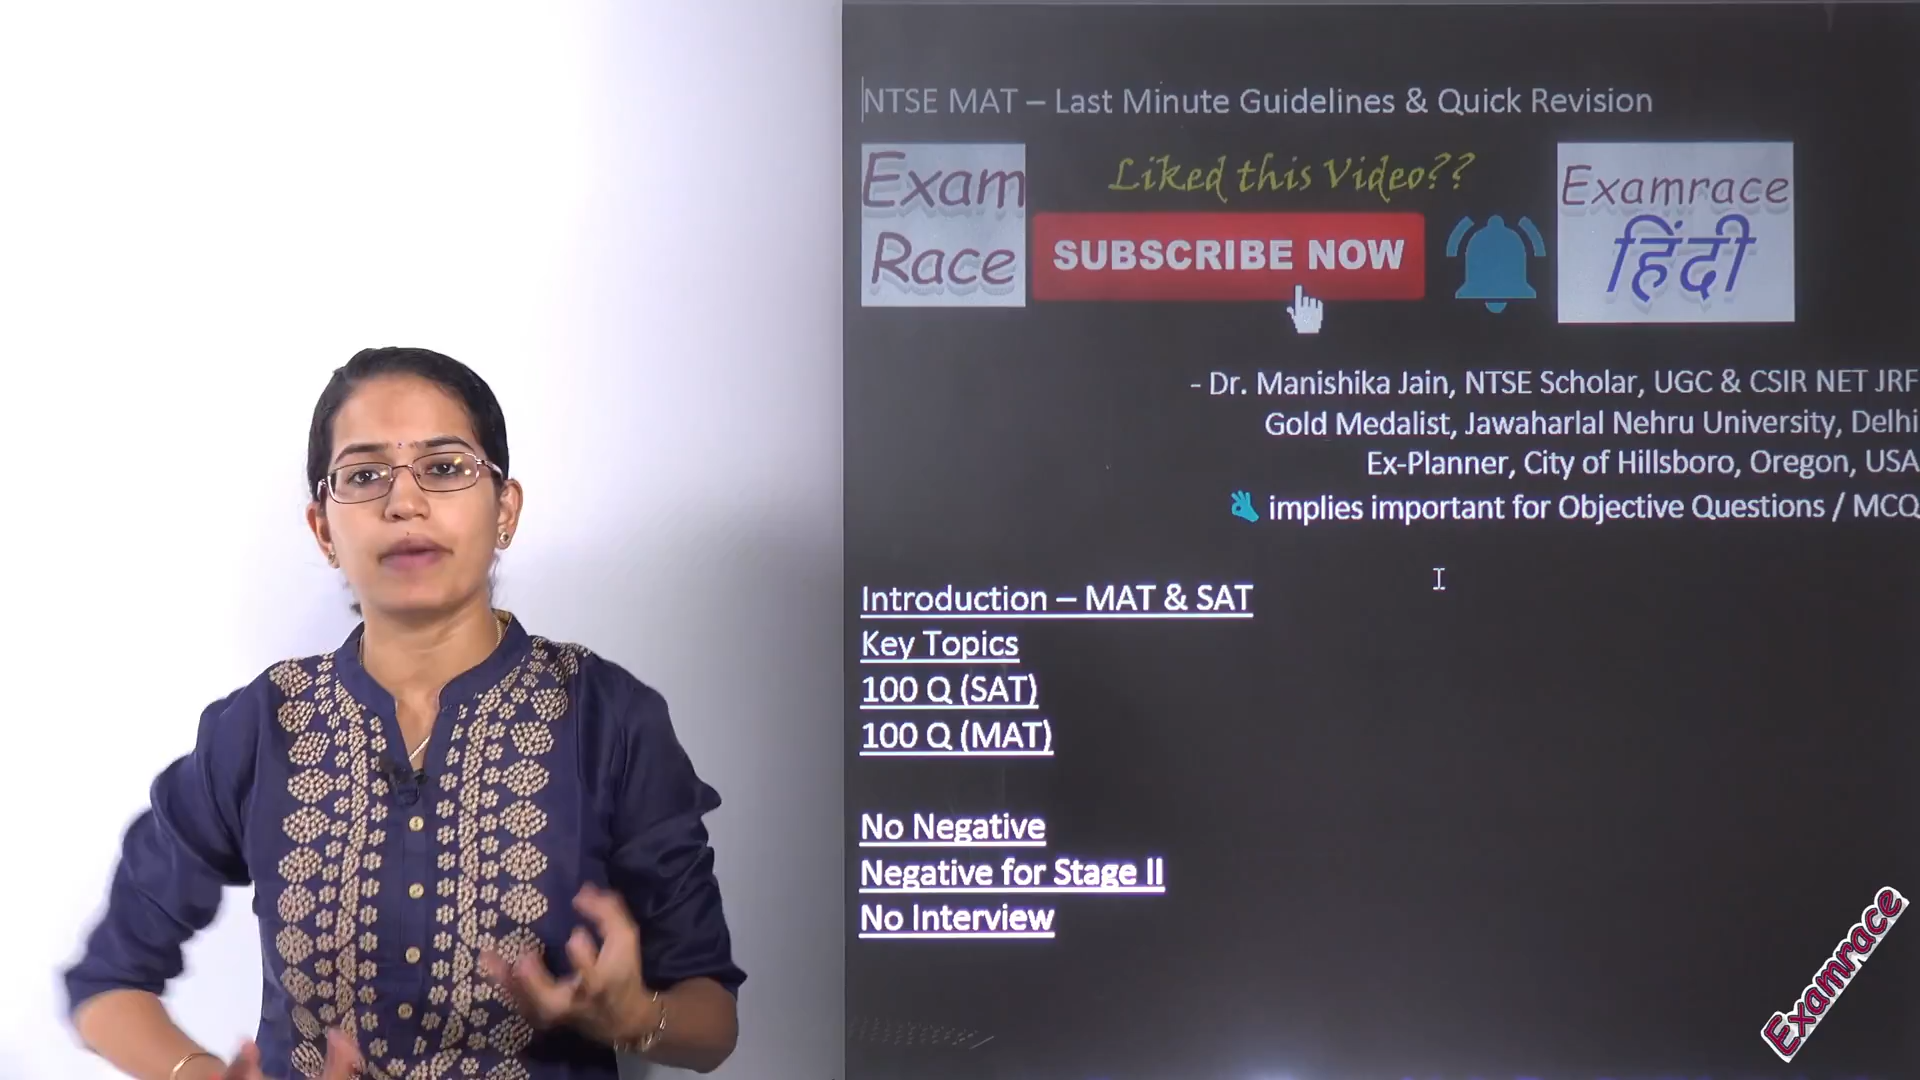 NTSE MAT – Last Minute Guidelines & Quick Revision
Exam
Race
Liked this Video??
SUBSCRIBE NOW
Examrace
हिंदी
- Dr. Manishika Jain, NTSE Scholar, UGC & CSIR NET JRF
Gold Medalist, Jawaharlal Nehru University, Delhi
Ex-Planner, City of Hillsboro, Oregon, USA
implies important for Objective Questions / MCQ
Introduction – MAT & SAT
Key Topics
100 Q (SAT)
100 Q (MAT)
No Negative
Negative for Stage II
No Interview
Examrace